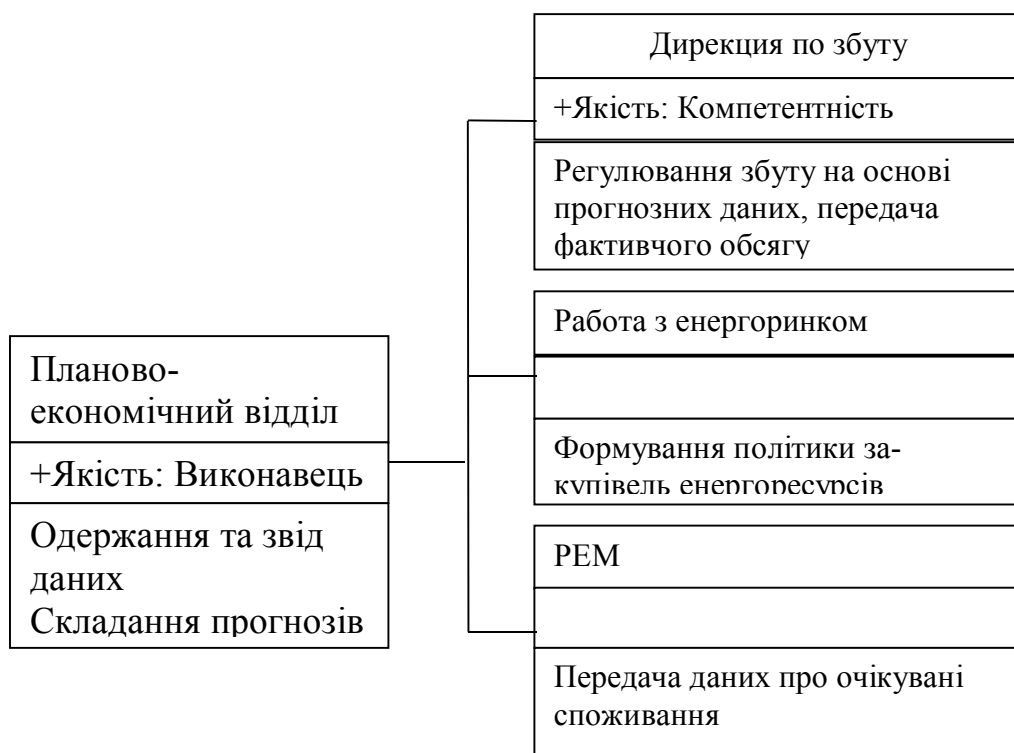 Дирекция по збуту
+Якість: Компетентність
Регулювання збуту на основі
прогнозних даних, передача
фактивчого обсягу
Работа з енергоринком
Формування політики за-
купівель енергоресурсів
РЕМ
Передача даних про очікувані
споживання
Планово-
економічний відділ
+Якість: Виконавець
Одержання та звід
даних
Складання прогнозів